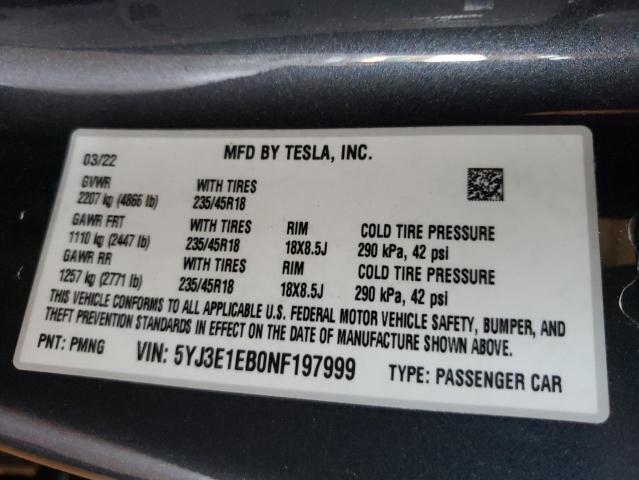 MFD BY TESLA, INC.
03/22
GVWR WITH TIRES
2207 kg (4866 lb) 235/45R18
GAWR FRT WITH TIRES RIM COLD TIRE PRESSURE
1110 kg (2447 lb) 235/45R18 18X8.5J 290 kPa, 42 psi
GAWR RR WITH TIRES RIM COLD TIRE PRESSURE
1257 kg (2771 lb) 235/45R18 18X8.5J 290 kPa, 42 psi
THIS VEHICLE CONFORMS TO ALL APPLICABLE U.S. FEDERAL MOTOR VEHICLE SAFETY, BUMPER, AND
THEFT PREVENTION STANDARDS IN EFFECT ON THE DATE OF MANUFACTURE SHOWN ABOVE.
PNT: PMNG VIN: 5YJ3E1EB0NF197999 TYPE: PASSENGER CAR